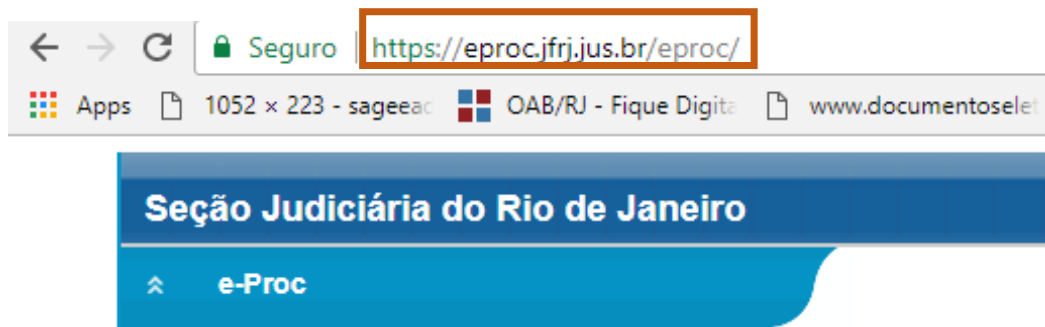 Seguro | https://eproc.jfrj.jus.br/eproc/
Apps 1052 × 223 - sageead OAB/RJ - Fique Digita www.documentoselet
Seção Judiciária do Rio de Janeiro
e-Proc